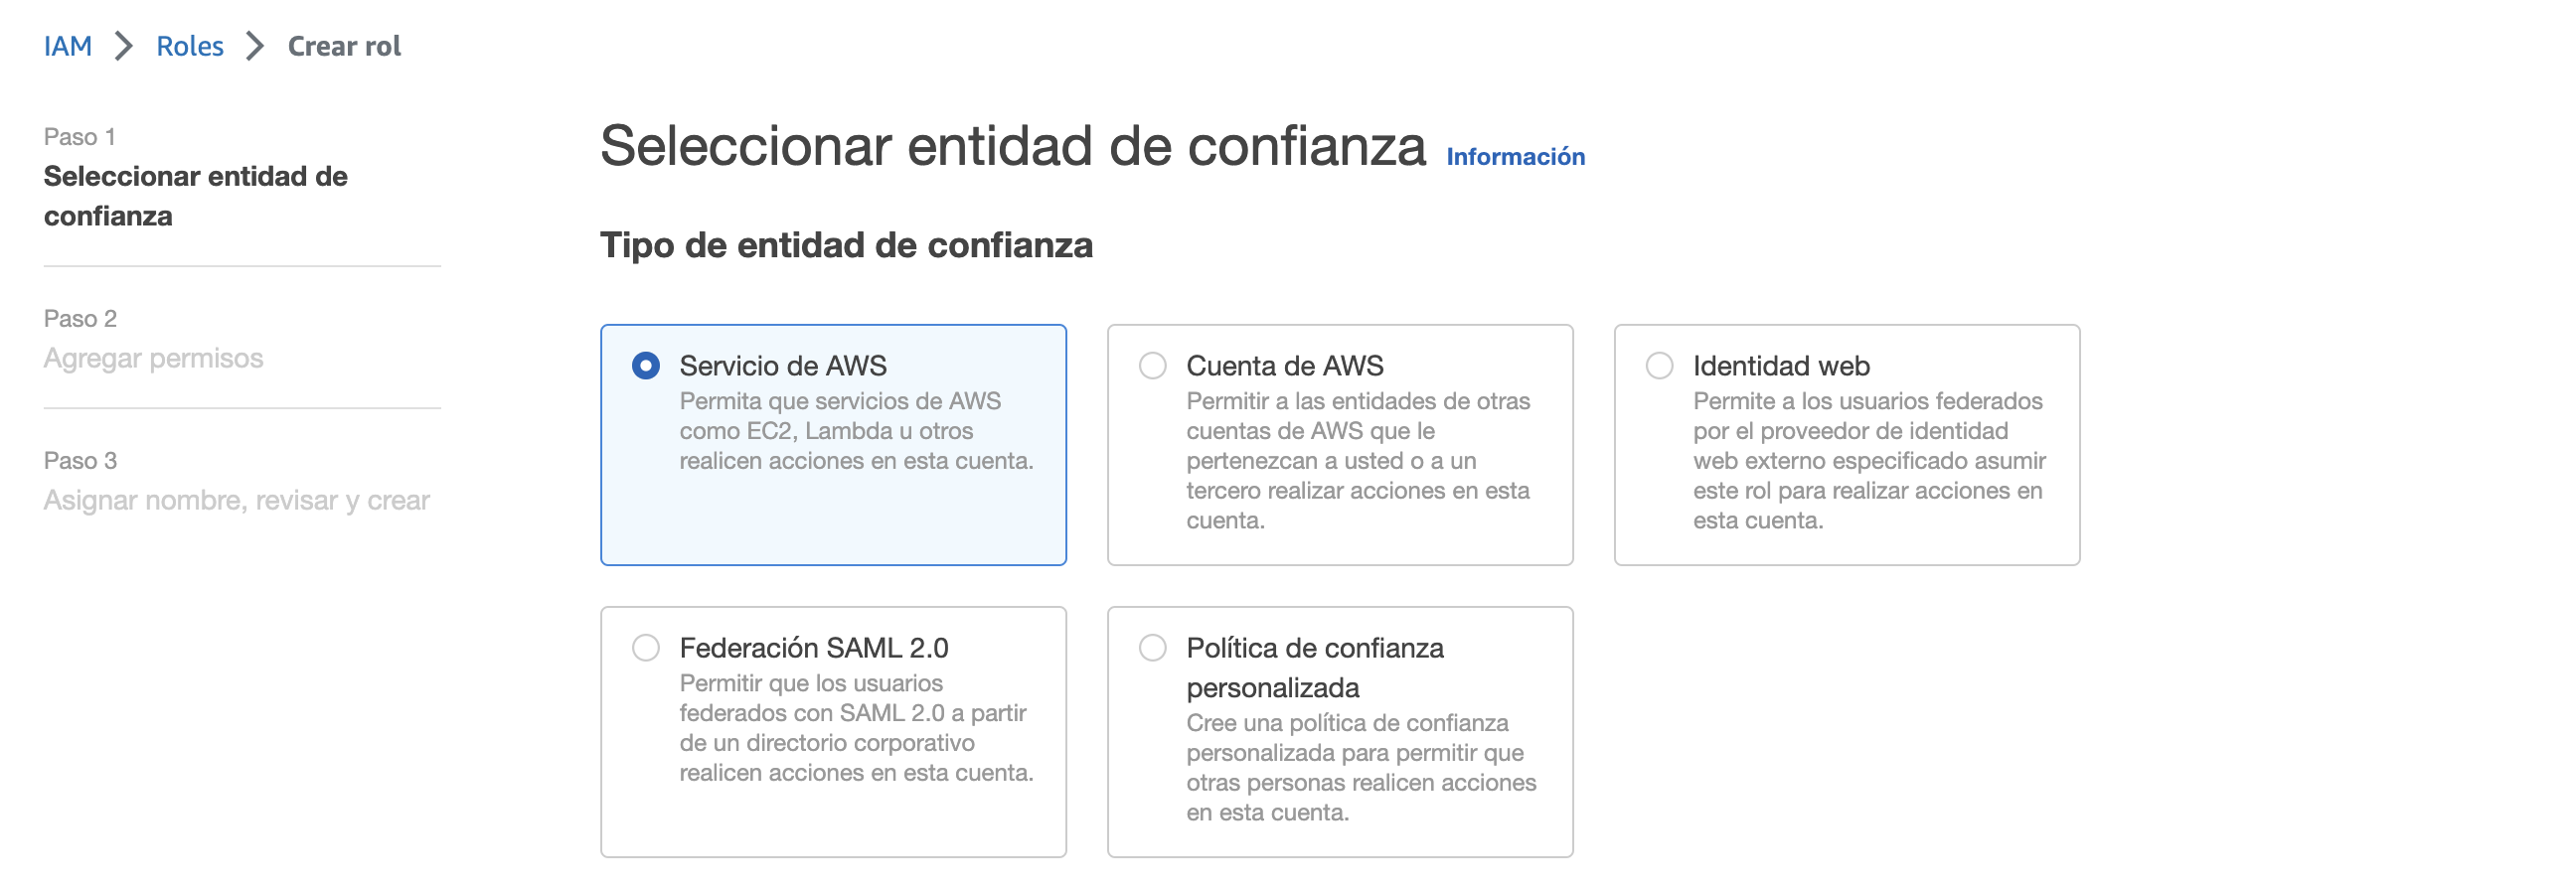 IAM > Roles > Crear rol
Paso 1
Seleccionar entidad de
confianza
Paso 2
Agregar permisos
Paso 3
Asignar nombre, revisar y crear
Seleccionar entidad de confianza Información
Tipo de entidad de confianza
Servicio de AWS
Permita que servicios de AWS
como EC2, Lambda u otros
realicen acciones en esta cuenta.
Cuenta de AWS
Permitir a las entidades de otras
cuentas de AWS que le
pertenezcan a usted o a un
tercero realizar acciones en esta
cuenta.
Identidad web
Permite a los usuarios federados
por el proveedor de identidad
web externo especificado asumir
este rol para realizar acciones en
esta cuenta.
Federación SAML 2.0
Permitir que los usuarios
federados con SAML 2.0 a partir
de un directorio corporativo
realicen acciones en esta cuenta.
Política de confianza
personalizada
Cree una política de confianza
personalizada para permitir que
otras personas realicen acciones
en esta cuenta.